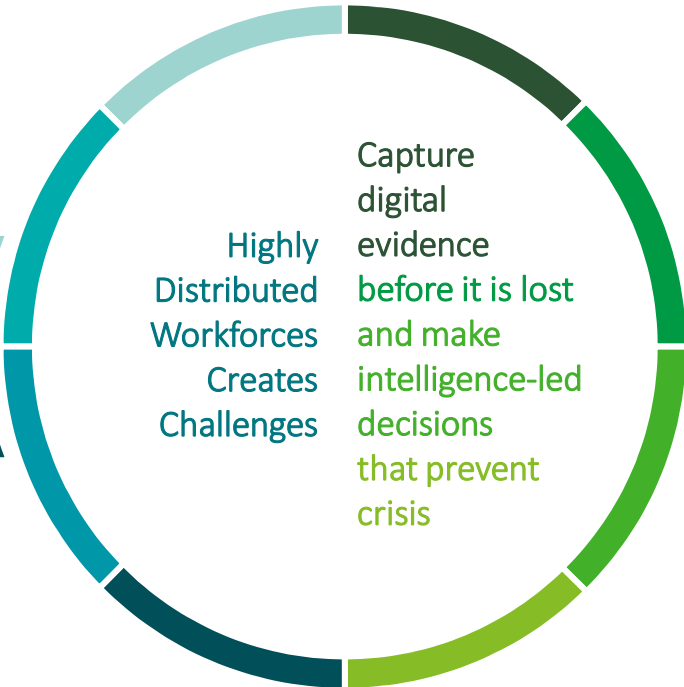 Highly
Distributed
Workforces
Creates
Challenges
Capture
digital
evidence
before it is lost
and make
intelligence-led
decisions
that prevent
crisis